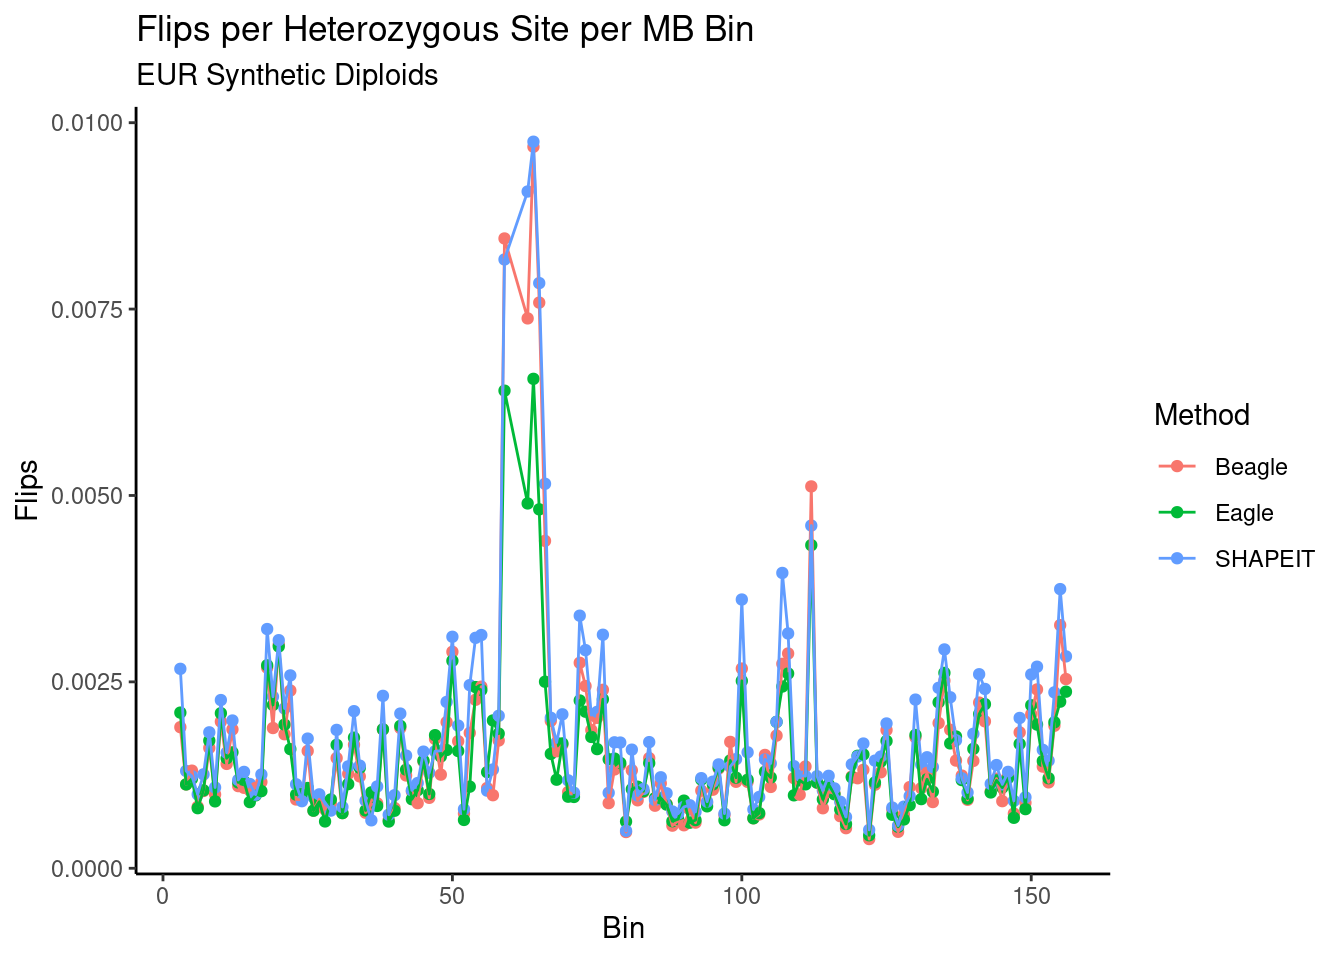 Flips per Heterozygous Site per MB Bin
EUR Synthetic Diploids
0.0100
0.0075
0.0050
0.0025
0.0000
Flips
0
50
100
150
Bin
Method
Beagle
Eagle
SHAPEIT